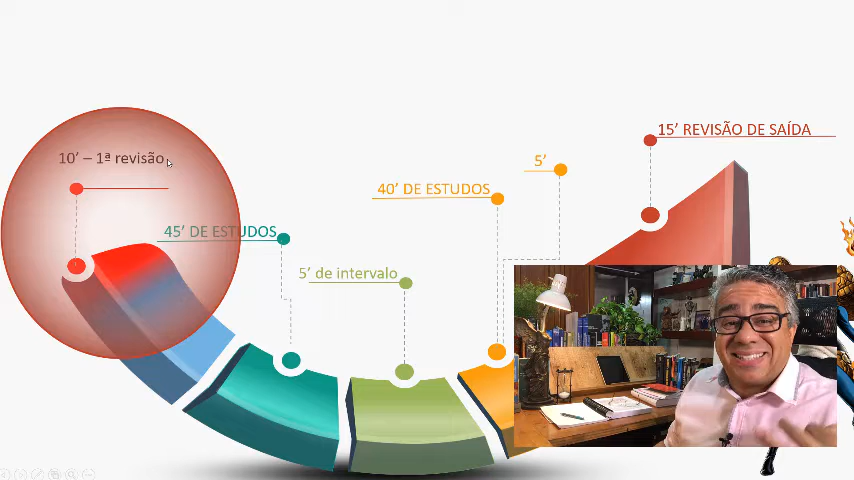 10’ – 1ª revisão
45’ DE ESTUDOS
5’ de intervalo
40’ DE ESTUDOS
5’
15’ REVISÃO DE SAÍDA